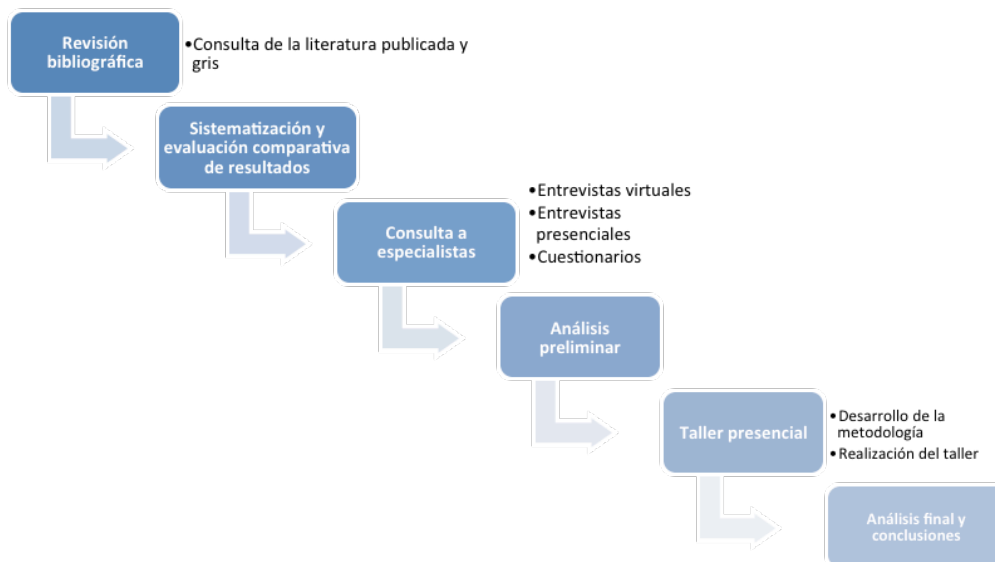 Revisión
bibliográfica
•Consulta de la literatura publicada y
gris
Sistematización y
evaluación comparativa
de resultados
Consulta a
especialistas
•Entrevistas virtuales
•Entrevistas
presenciales
•Cuestionarios
Análisis
preliminar
Taller presencial
•Desarrollo de la
metodología
•Realización del taller
Análisis final y
conclusiones